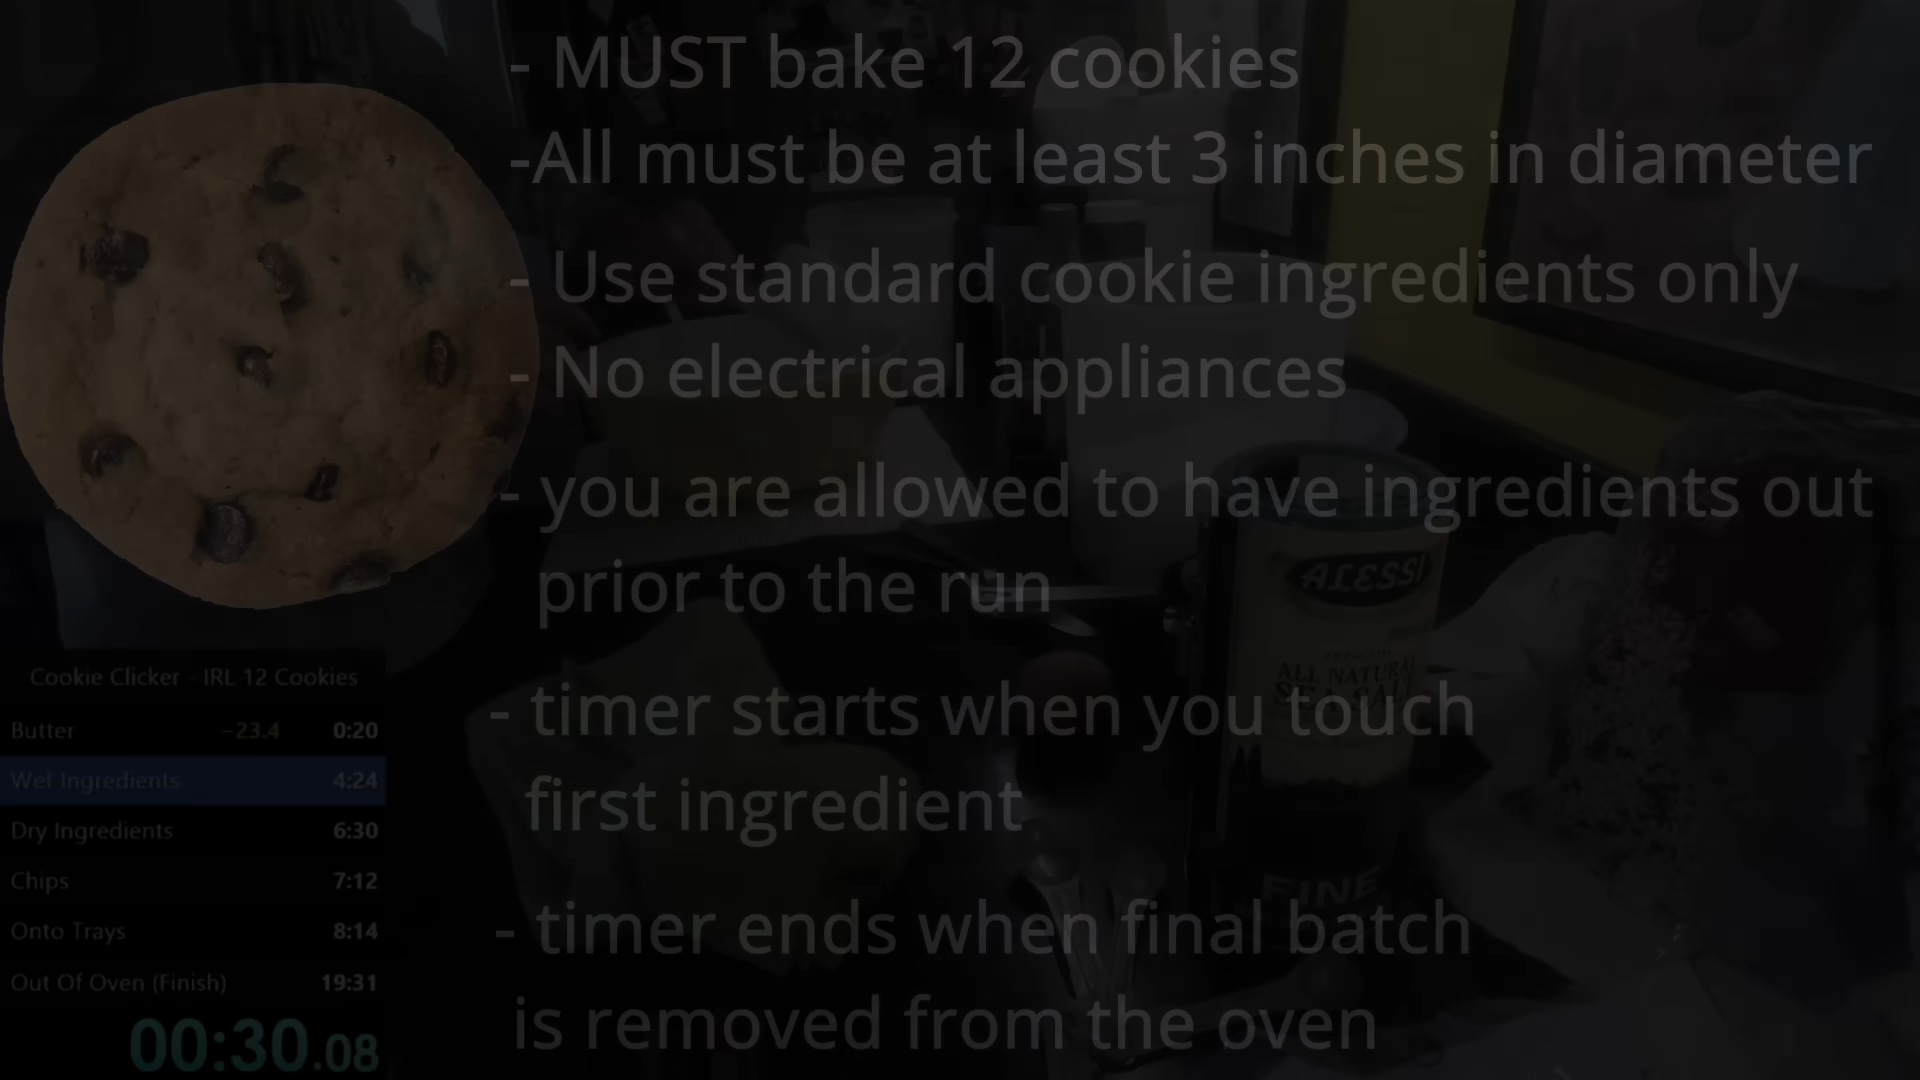 - MUST bake 12 cookies
-All must be at least 3 inches in diameter
- Use standard cookie ingredients only
- No electrical appliances
- you are allowed to have ingredients out
prior to the run
- timer starts when you touch
first ingredient
- timer ends when final batch
is removed from the oven
ALESSI
PREMIUM
ALL NATURAL
SEA SALT
FINE
Cookie Clicker - IRL 12 Cookies
Butter -23.4 0:20
Wet Ingredients 4:24
Dry Ingredients 6:30
Chips 7:12
Onto Trays 8:14
Out Of Oven (Finish) 19:31
00:30.08